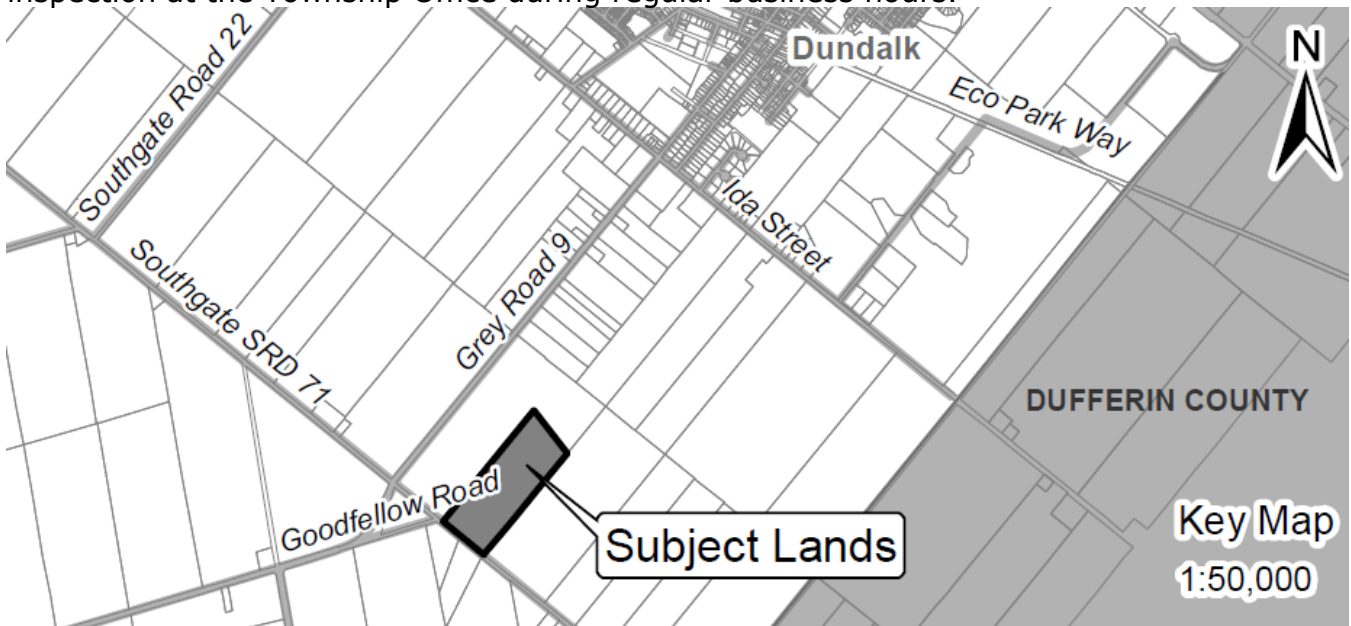 inspection at the Township Office during regular business hours.
Dundalk
N
Southgate Road 22
Eco Park Way
Ida Street
Southgate SRD 71
Grey Road 9
DUFFERIN COUNTY
Goodfellow Road
Subject Lands
Key Map
1:50,000